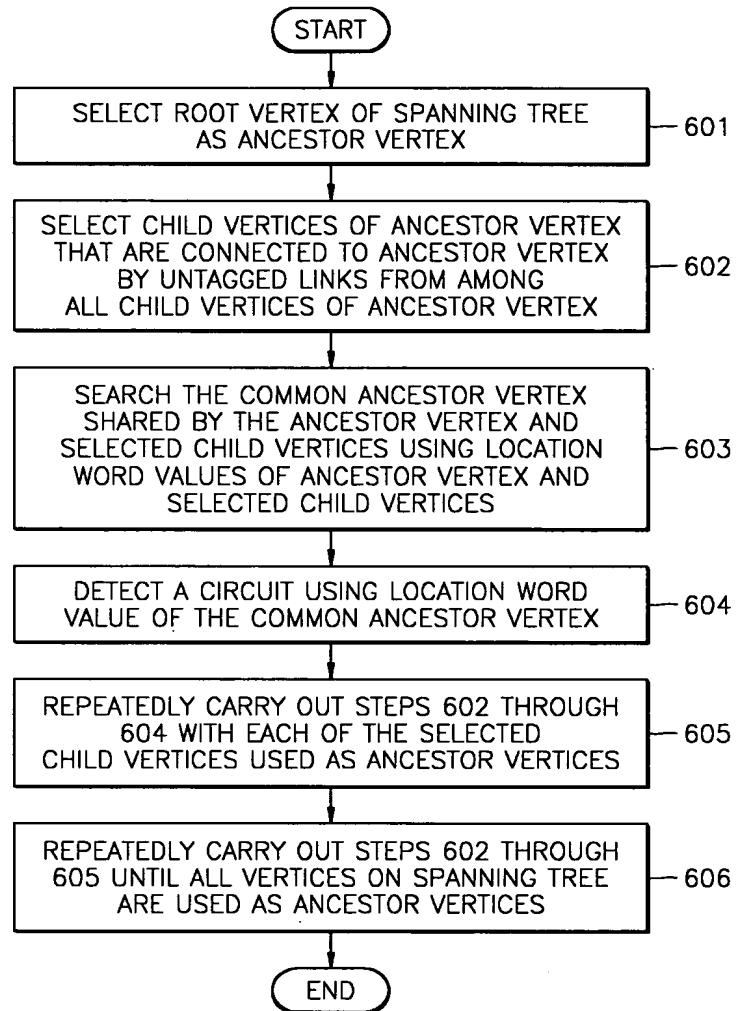 START
SELECT ROOT VERTEX OF SPANNING TREE
AS ANCESTOR VERTEX
601
SELECT CHILD VERTICES OF ANCESTOR VERTEX
THAT ARE CONNECTED TO ANCESTOR VERTEX
BY UNTAGGED LINKS FROM AMONG
ALL CHILD VERTICES OF ANCESTOR VERTEX
602
SEARCH THE COMMON ANCESTOR VERTEX
SHARED BY THE ANCESTOR VERTEX AND
SELECTED CHILD VERTICES USING LOCATION
WORD VALUES OF ANCESTOR VERTEX AND
SELECTED CHILD VERTICES
603
DETECT A CIRCUIT USING LOCATION WORD
VALUE OF THE COMMON ANCESTOR VERTEX
604
REPEATEDLY CARRY OUT STEPS 602 THROUGH
604 WITH EACH OF THE SELECTED
CHILD VERTICES USED AS ANCESTOR VERTICES
605
REPEATEDLY CARRY OUT STEPS 602 THROUGH
605 UNTIL ALL VERTICES ON SPANNING TREE
ARE USED AS ANCESTOR VERTICES
606
END